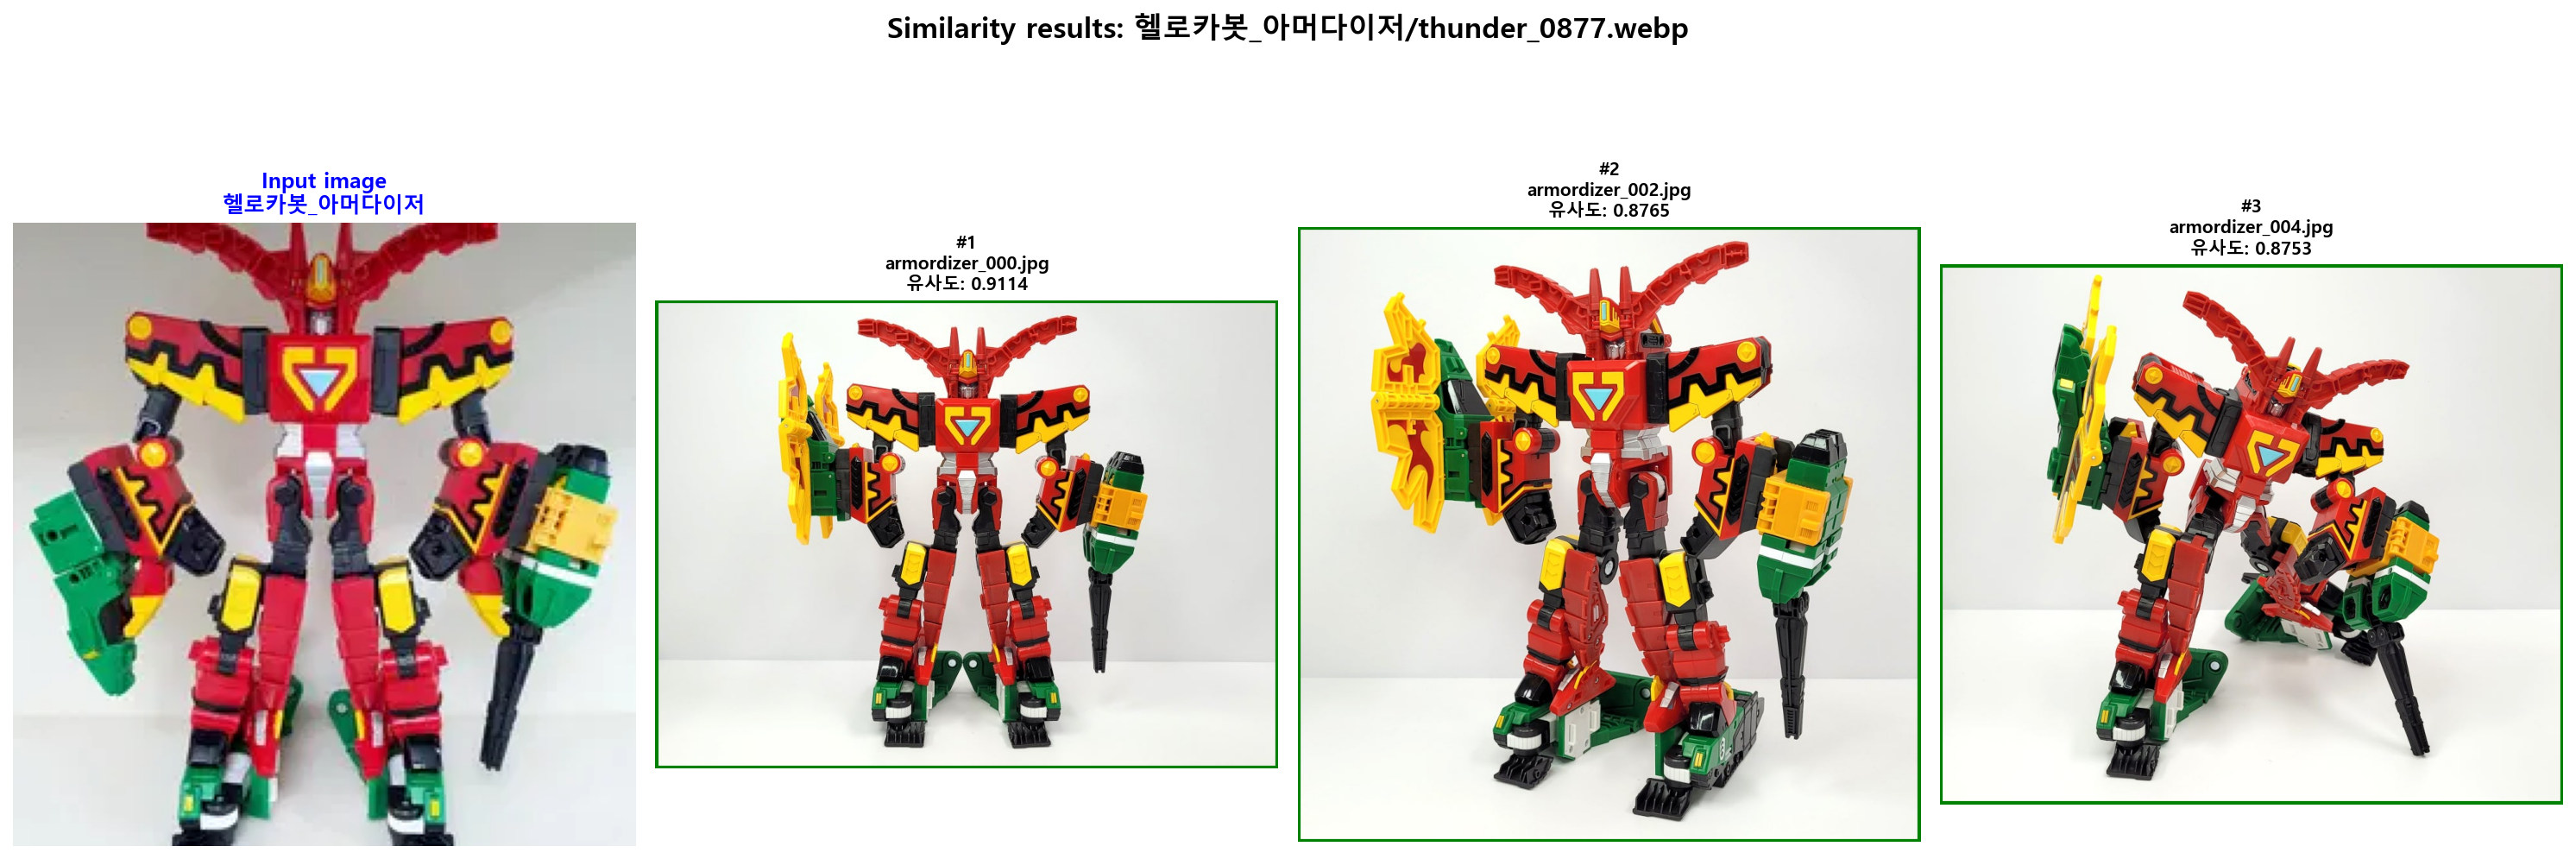 Similarity results: 헬로카봇_아머다이저/thunder_0877.webp
Input image
헬로카봇_아머다이저
#1
armordizer_000.jpg
유사도: 0.9114
#2
armordizer_002.jpg
유사도: 0.8765
#3
armordizer_004.jpg
유사도: 0.8753